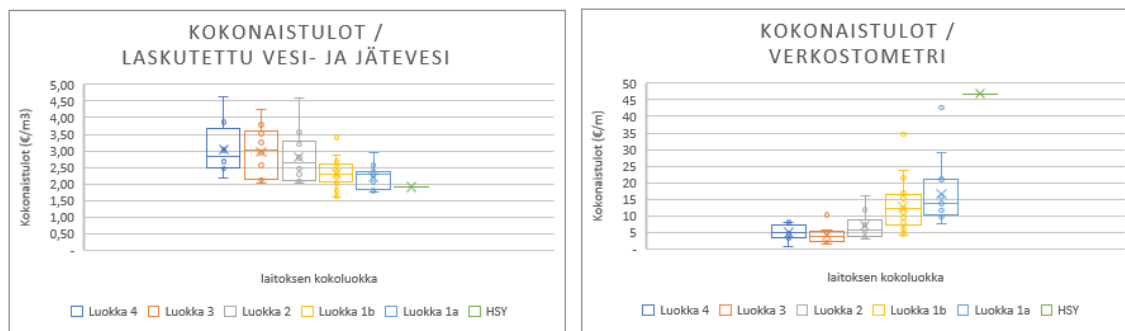 KOKONAISTULOT /
LASKUTETTU VESI- JA JÄTEVESI
Kokonaistulot (€/m3)
5,00
4,50
4,00
3,50
3,00
2,50
2,00
1,50
1,00
0,50
-
laitoksen kokoluokka
Luokka 4 Luokka 3 Luokka 2 Luokka 1b Luokka 1a HSY
KOKONAISTULOT /
VERKOSTOMETRI
Kokonaistulot (€/m)
50
45
40
35
30
25
20
15
10
5
-
laitoksen kokoluokka
Luokka 4 Luokka 3 Luokka 2 Luokka 1b Luokka 1a HSY